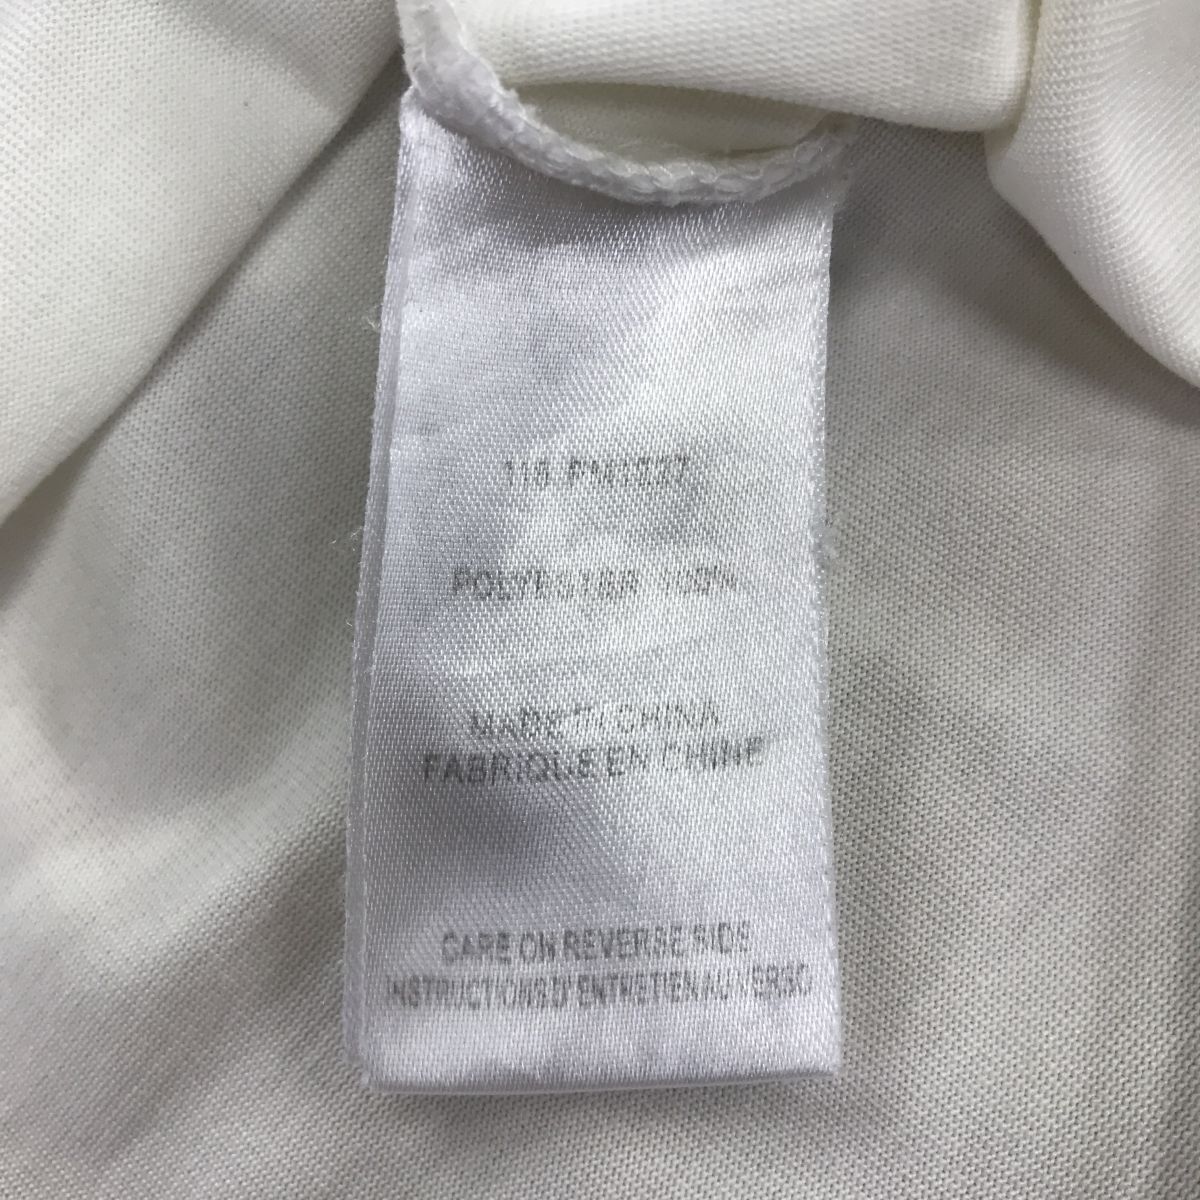 POLYESTER 100%
MADE IN CHINA
FABRIQUE EN CHINE
CARE ON REVERSE SIDE
INSTRUCTIONS D'ENTRETIEN AU VERSO